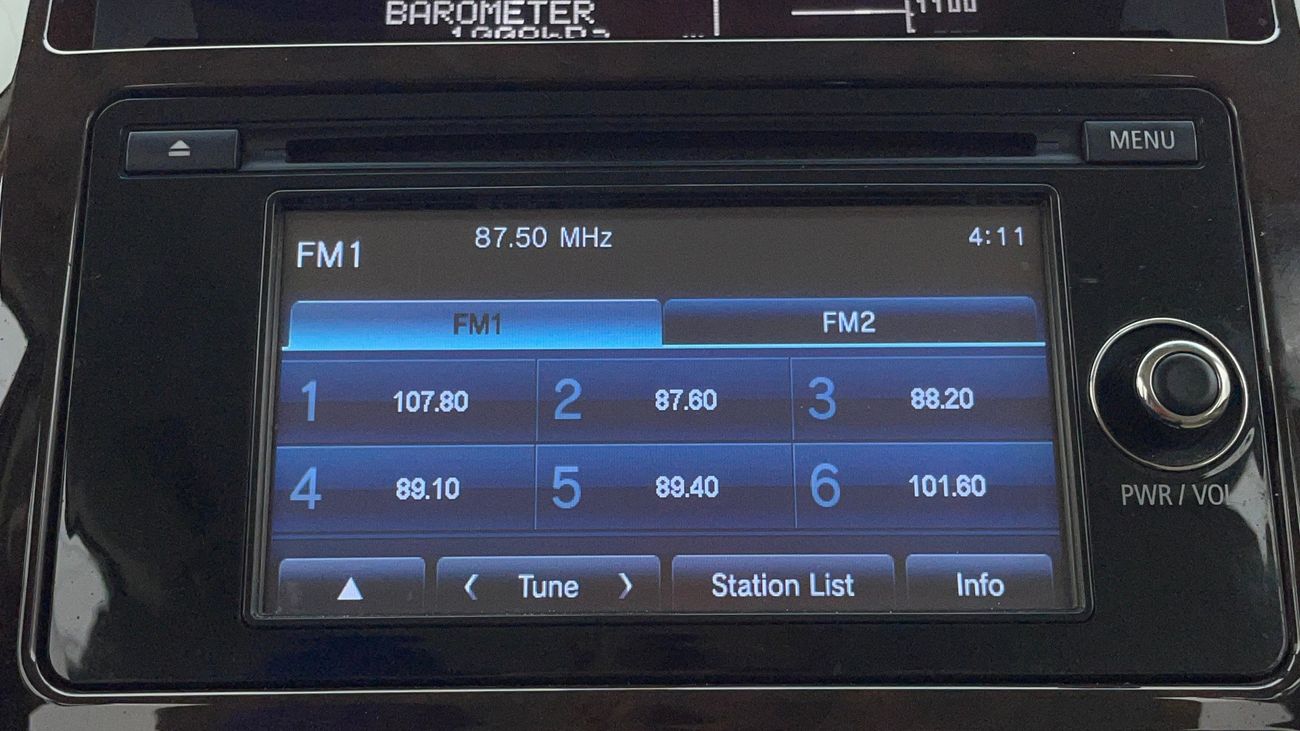 BAROMETER
1100
MENU
FM1 87.50 MHz 4:11
FM1 FM2
1 107.80 2 87.60 3 88.20
4 89.10 5 89.40 6 101.60
▲ < Tune > Station List Info
PWR / VOL